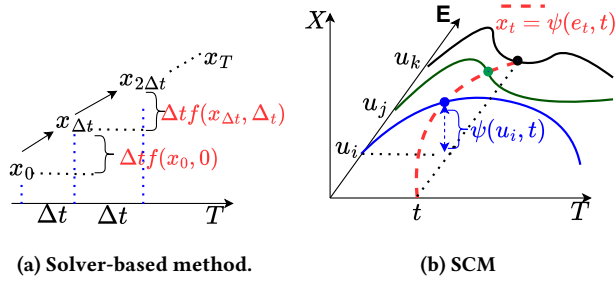 x_T
x_{2Δt}
Δtf(x_{Δt}, Δ_t)
x_{Δt}
Δtf(x_0, 0)
x_0
Δt Δt T
(a) Solver-based method.
X E x_t = ψ(e_t, t)
u_k
u_j
ψ(u_i, t)
u_i
t T
(b) SCM